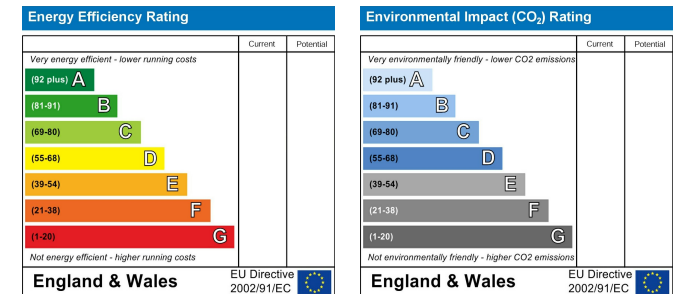 Energy Efficiency Rating
Current Potential
Very energy efficient - lower running costs
(92 plus) A
(81-91) B
(69-80) C
(55-68) D
(39-54) E
(21-38) F
(1-20) G
Not energy efficient - higher running costs
England & Wales
EU Directive
2002/91/EC
Environmental Impact (CO₂) Rating
Current Potential
Very environmentally friendly - lower CO2 emissions
(92 plus) A
(81-91) B
(69-80) C
(55-68) D
(39-54) E
(21-38) F
(1-20) G
Not environmentally friendly - higher CO2 emissions
England & Wales
EU Directive
2002/91/EC